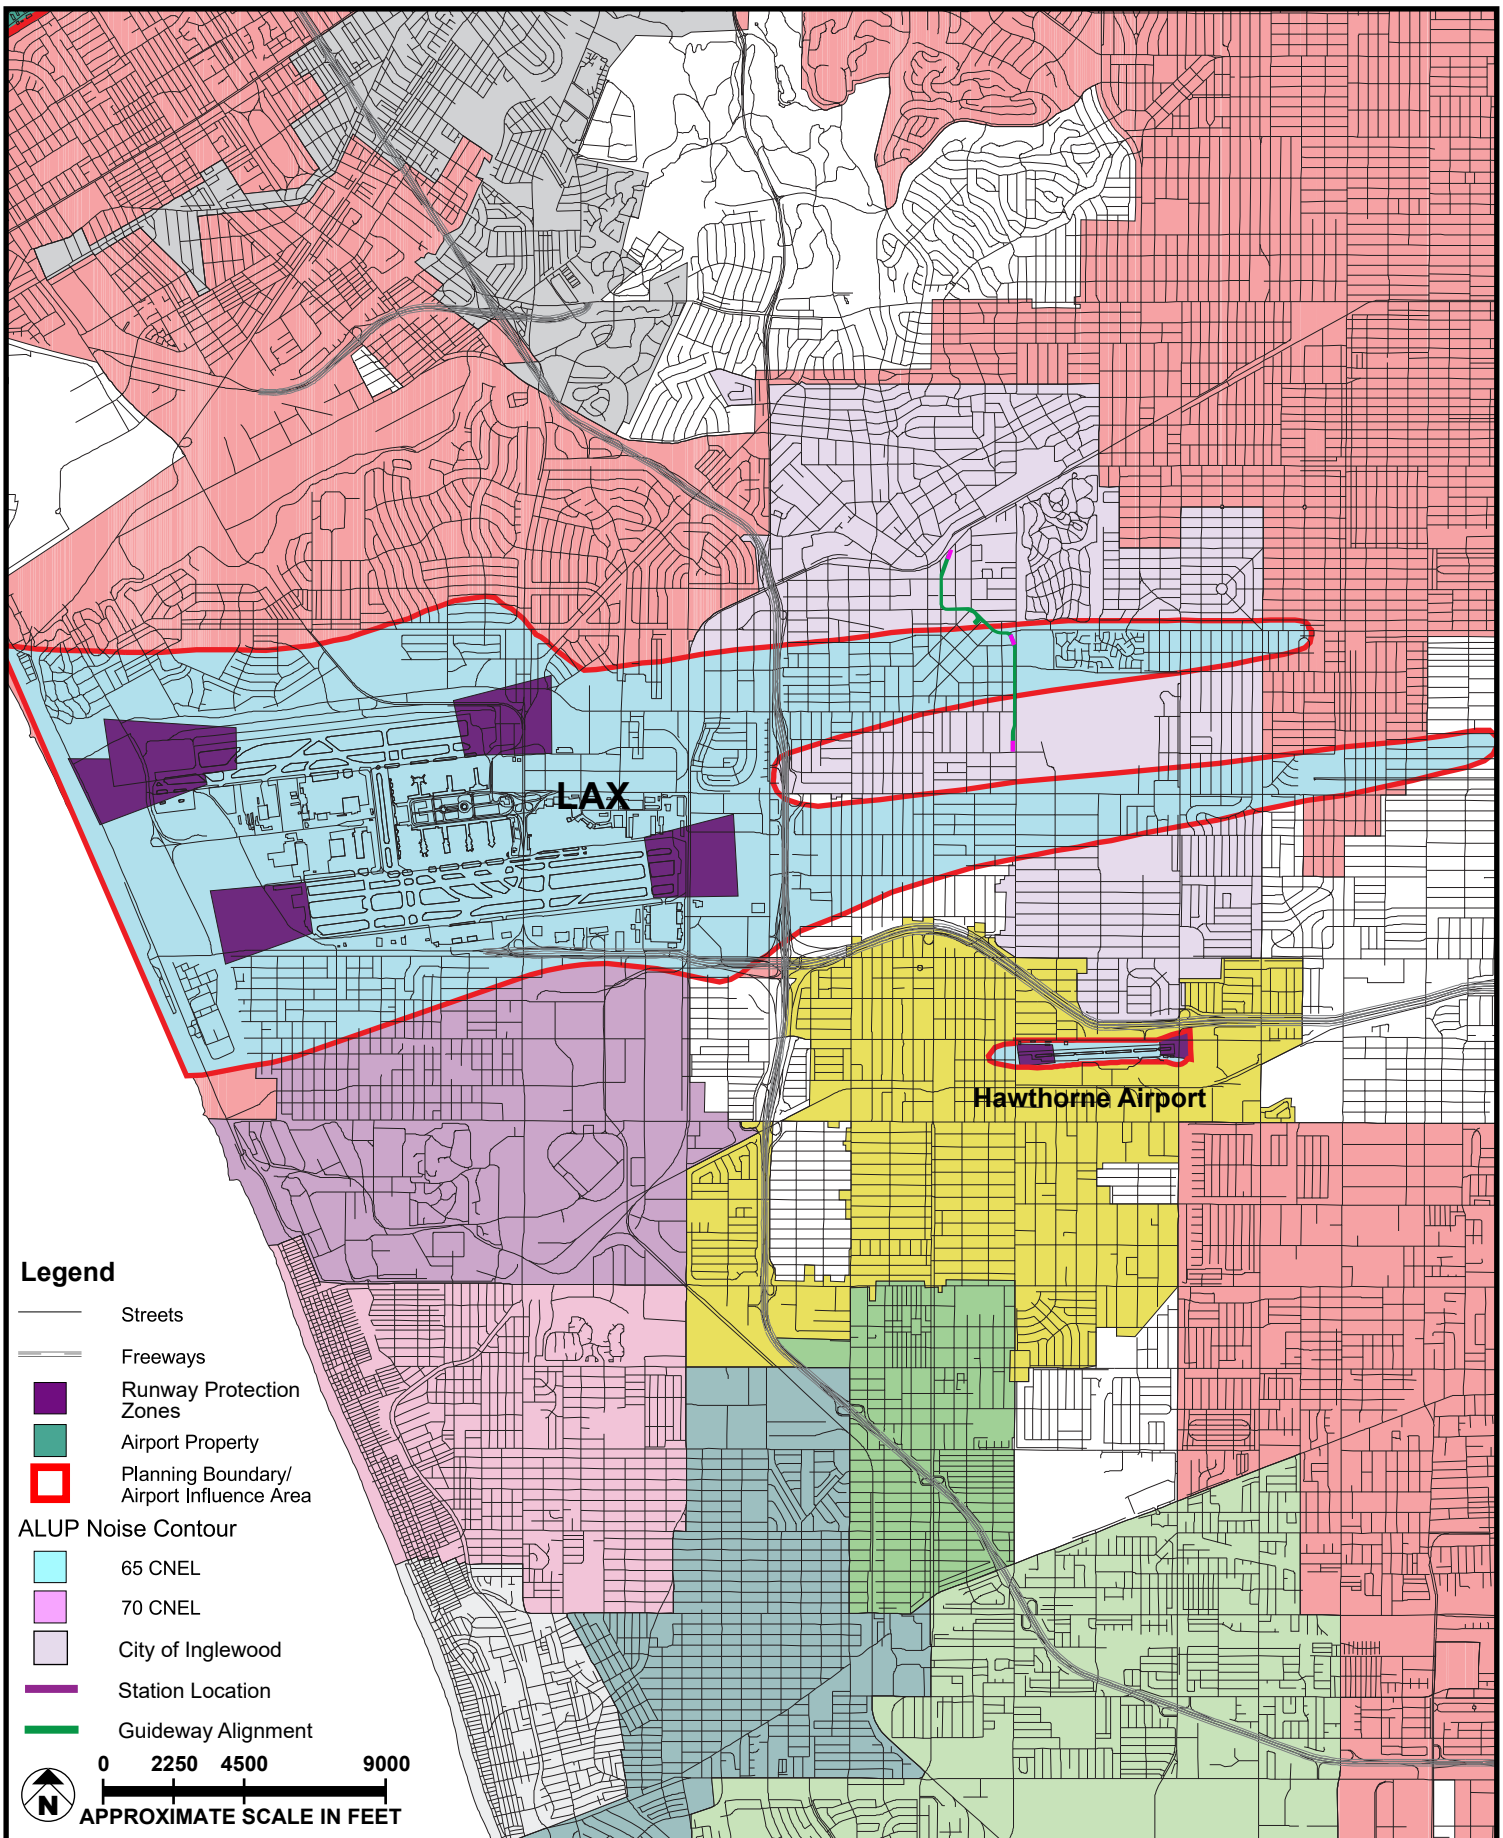 LAX
Hawthorne Airport
Legend
Streets
Freeways
Runway Protection
Zones
Airport Property
Planning Boundary/
Airport Influence Area
ALUP Noise Contour
65 CNEL
70 CNEL
City of Inglewood
Station Location
Guideway Alignment
0 2250 4500 9000
N
APPROXIMATE SCALE IN FEET